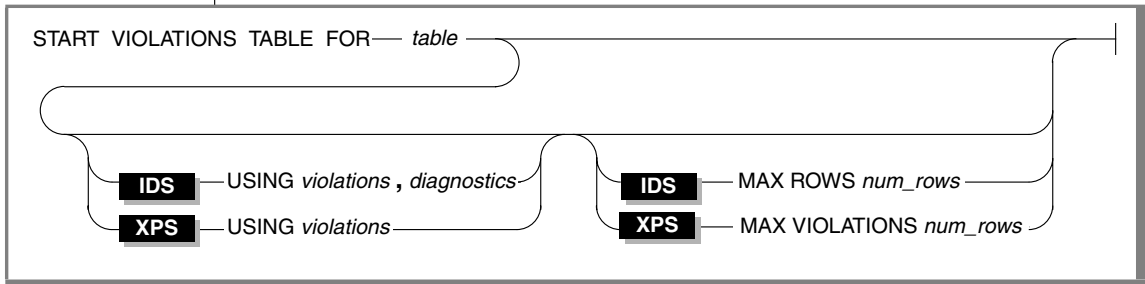 START VIOLATIONS TABLE FOR table
IDS USING violations , diagnostics IDS MAX ROWS num_rows
XPS USING violations XPS MAX VIOLATIONS num_rows